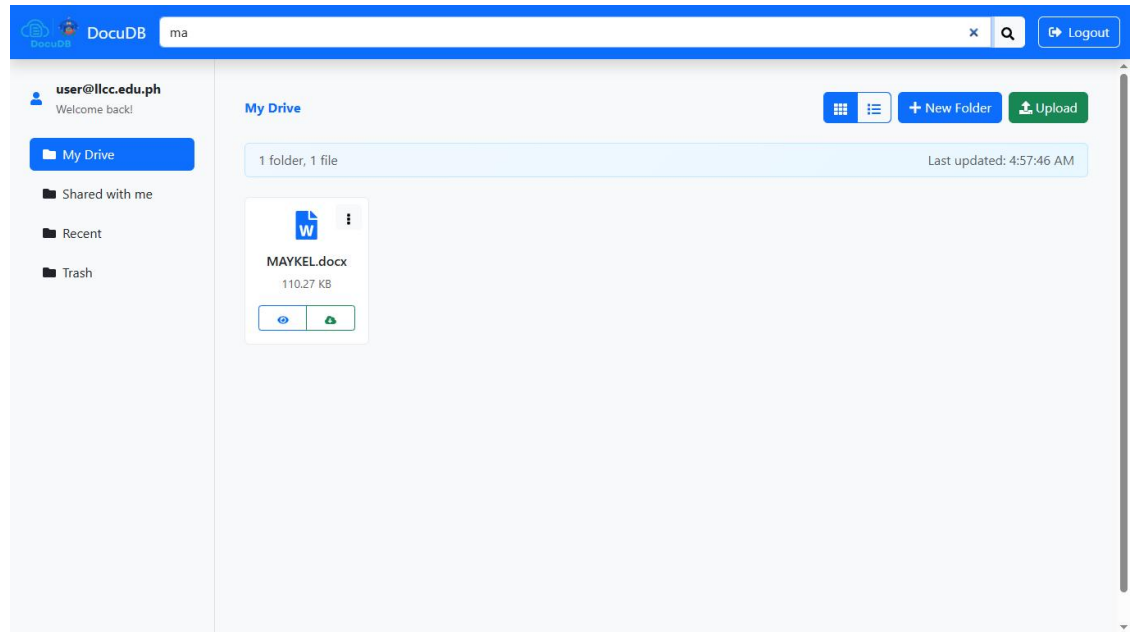 DocuDB
DocuDB
ma
Logout
user@llcc.edu.ph
Welcome back!
My Drive
Shared with me
Recent
Trash
My Drive
New Folder
Upload
1 folder, 1 file
Last updated: 4:57:46 AM
W
MAYKEL.docx
110.27 KB